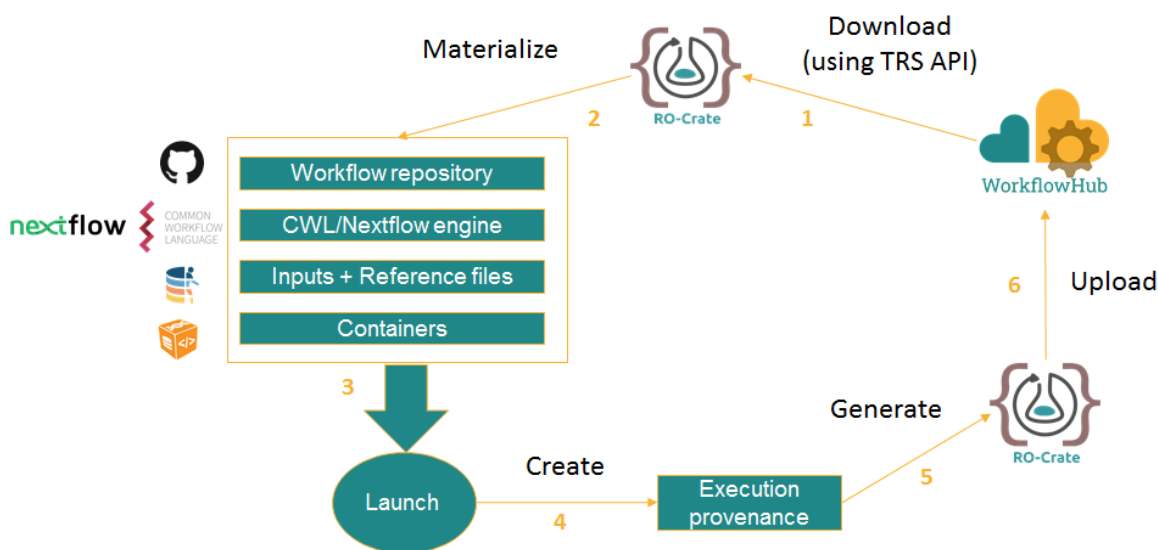 Materialize
Download
(using TRS API)
RO-Crate
2
1
WorkflowHub
Workflow repository
nextflow
COMMON
WORKFLOW
LANGUAGE
CWL/Nextflow engine
Inputs + Reference files
Containers
6
Upload
3
Generate
RO-Crate
Launch
Create
4
Execution
provenance
5